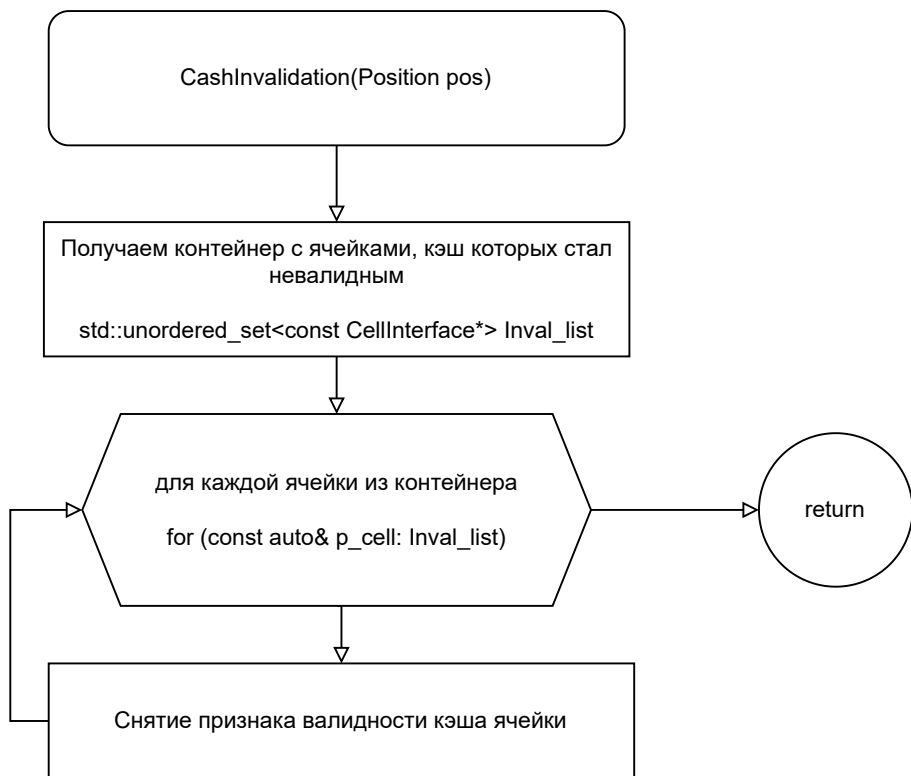 CashInvalidation(Position pos)
Получаем контейнер с ячейками, кэш которых стал
невалидным
std::unordered_set<const CellInterface*> Inval_list
для каждой ячейки из контейнера
for (const auto& p_cell: Inval_list)
return
Снятие признака валидности кэша ячейки